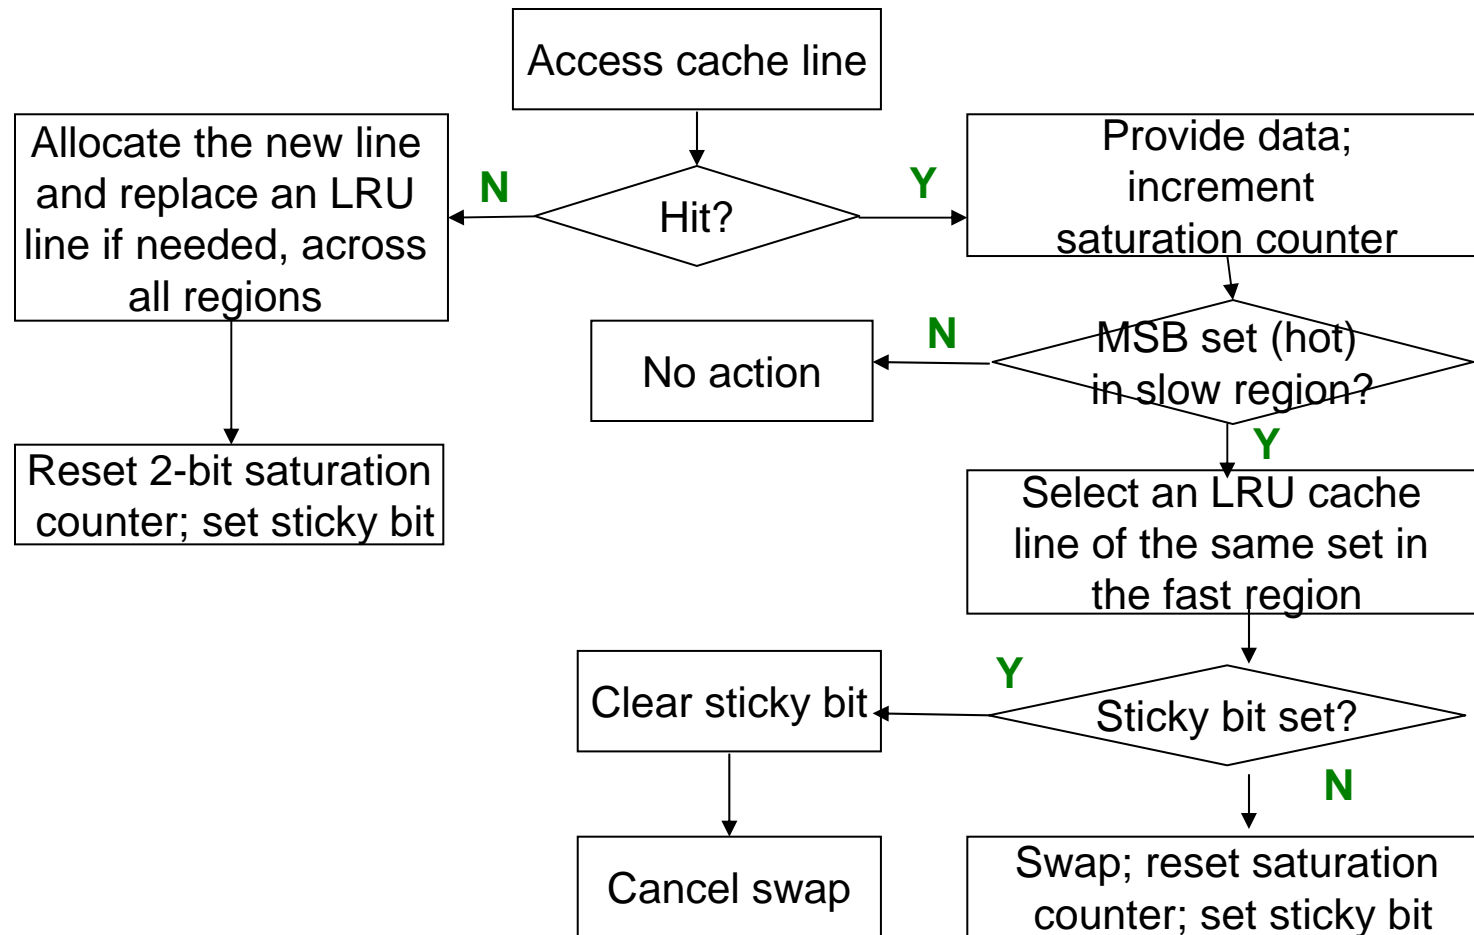 Access cache line
Allocate the new line
and replace an LRU
line if needed, across
all regions
N
Hit?
Y
Provide data;
increment
saturation counter
No action
N
MSB set (hot)
in slow region?
Y
Reset 2-bit saturation
counter; set sticky bit
Select an LRU cache
line of the same set in
the fast region
Clear sticky bit
Y
Sticky bit set?
N
Cancel swap
Swap; reset saturation
counter; set sticky bit